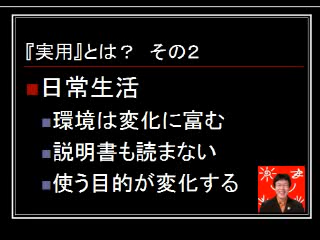 『実用』とは？ その２
日常生活
環境は変化に富む
説明書も読まない
使う目的が変化する